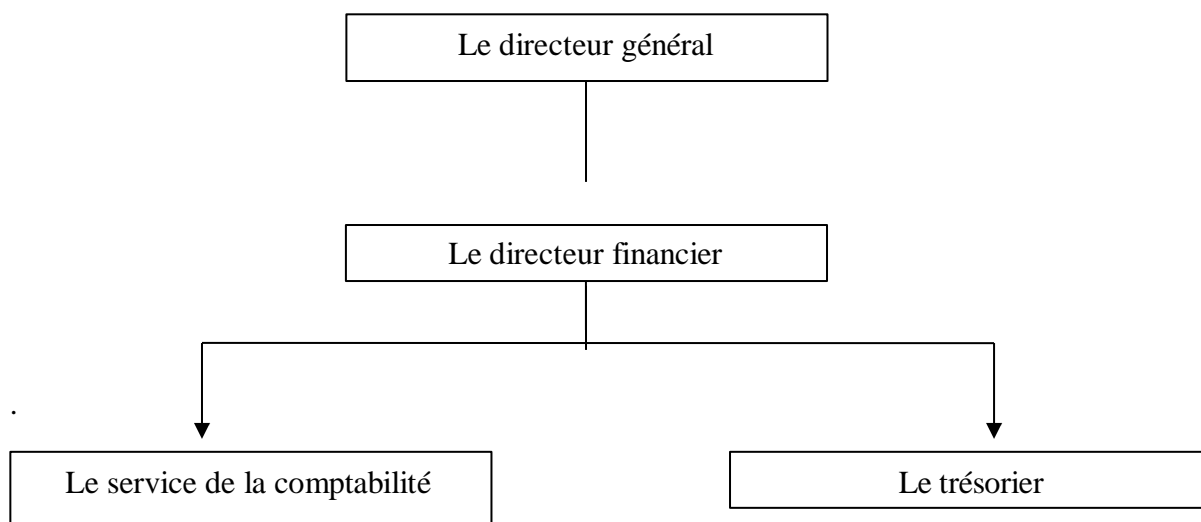 Le directeur général
Le directeur financier
.
Le service de la comptabilité
Le trésorier